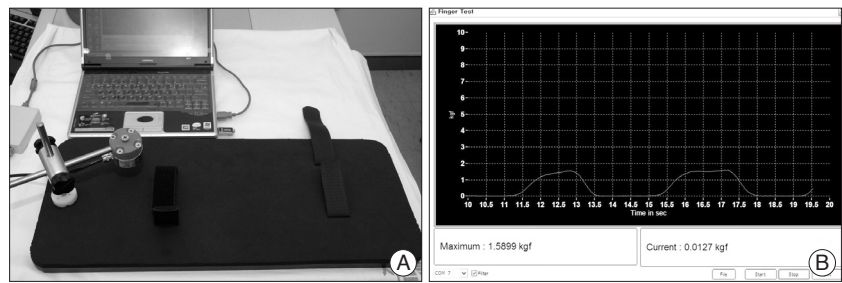 Finger Test
10
9
8
7
6
5
4
3
2
1
0
kgf
10 10.5 11 11.5 12 12.5 13 13.5 14 14.5 15 15.5 16 16.5 17 17.5 18 18.5 19 19.5 20
Time in sec
Maximum : 1.5899 kgf
Current : 0.0127 kgf
COM 7
Filter
File
Start
Stop
A
B